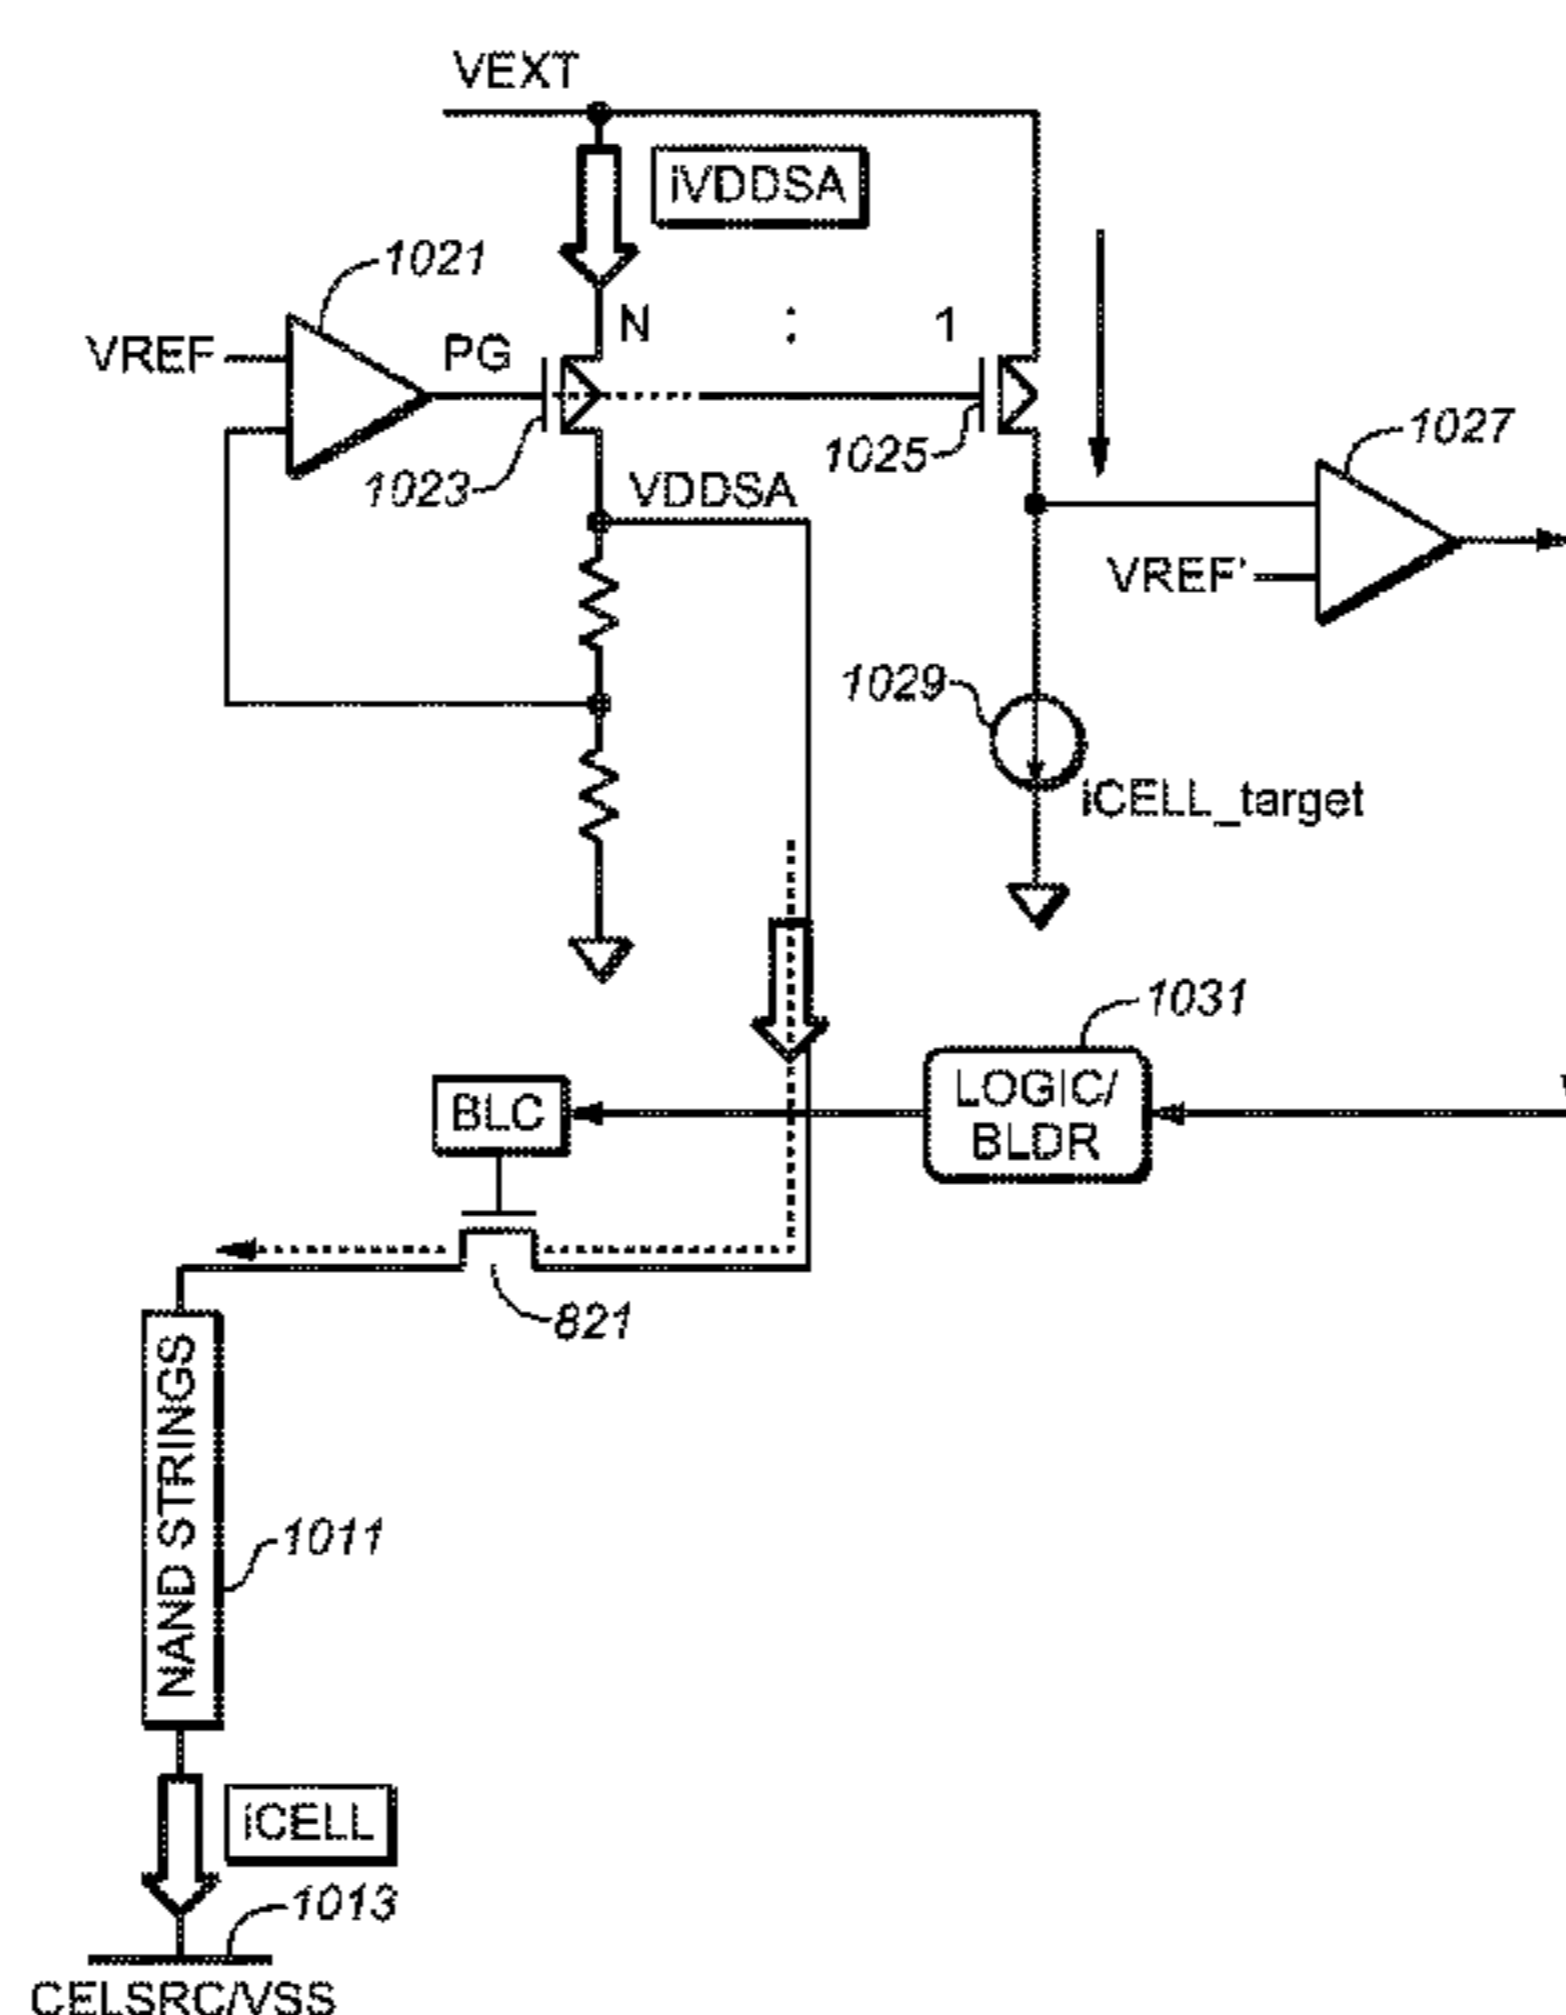 VEXT
iVDDSA
1021
N : 1
VREF
PG
1025
1027
1023
VDDSA
VREF'
1029
iCELL_target
1031
LOGIC/
BLDR
BLC
821
NAND STRINGS
1011
iCELL
1013
CELSRC/VSS